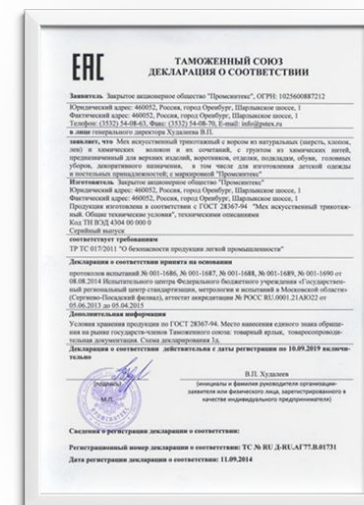 ЕАС
ТАМОЖЕННЫЙ СОЮЗ
ДЕКЛАРАЦИЯ О СООТВЕТСТВИИ
Заявитель Закрытое акционерное общество "Промсинтекс", ОГРН: 1025600887212
Юридический адрес: 460052, Россия, город Оренбург, Шарлыкское шоссе, 1
Фактический адрес: 460052, Россия, город Оренбург, Шарлыкское шоссе, 1
Телефон: (3532) 54-08-63, Факс: (3532) 54-08-70, E-mail: info@potex.ru
в лице генерального директора Худалеева В.П.
заявляет, что Мех искусственный трикотажный с ворсом из натуральных (шерсть, хлопок,
лен) и химических волокон и их сочетаний, с грунтом из химических нитей,
предназначенный для верхних изделий, воротников, отделки, подкладки, обуви, головных
уборов, декоративного назначения, в том числе для изготовления детской одежды
и постельных принадлежностей; с маркировкой "Промсинтекс"
Изготовитель Закрытое акционерное общество "Промсинтекс"
Юридический адрес: 460052, Россия, город Оренбург, Шарлыкское шоссе, 1
Фактический адрес: 460052, Россия, город Оренбург, Шарлыкское шоссе, 1
Продукция изготовлена в соответствии с ГОСТ 28367-94 "Мех искусственный трикотаж-
ный. Общие технические условия", техническими описаниями
Код ТН ВЭД 4304 00 000 0
Серийный выпуск
соответствует требованиям
ТР ТС 017/2011 "О безопасности продукции легкой промышленности"
Декларация о соответствии принята на основании
протоколов испытаний № 001-1686, № 001-1687, № 001-1688, № 001-1689, № 001-1690 от
08.08.2014 Испытательного центра Федерального бюджетного учреждения «Государствен-
ный региональный центр стандартизации, метрологии и испытаний в Московской области»
(Сергиево-Посадский филиал), аттестат аккредитации № РОСС RU.0001.21АЮ22 от
05.06.2013 до 05.04.2015
Дополнительная информация
Условия хранения продукции по ГОСТ 28367-94. Место нанесения единого знака обраще-
ния на рынке государств-членов Таможенного союза: товарный ярлык, товаросопроводи-
тельная документация. Схема декларирования 3д.
Декларация о соответствии действительна с даты регистрации по 10.09.2019 включи-
тельно
(подпись)
М.П.
В.П. Худалеев
(инициалы и фамилия руководителя организации-
заявителя или физического лица, зарегистрированного в
качестве индивидуального предпринимателя)
Сведения о регистрации декларации о соответствии:
Регистрационный номер декларации о соответствии: ТС № RU Д-RU.АГ77.В.01731
Дата регистрации декларации о соответствии: 11.09.2014